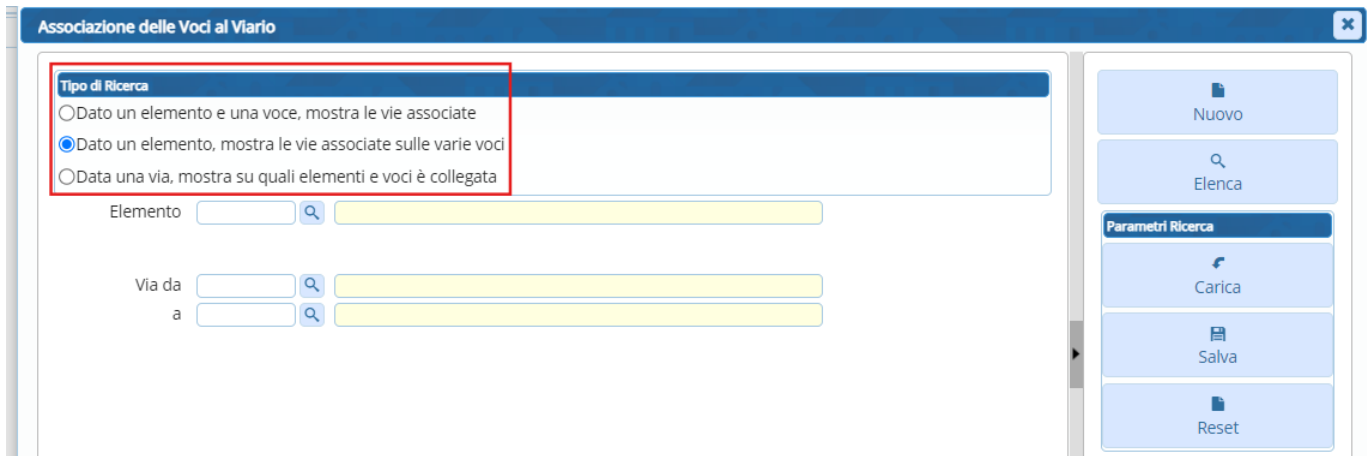 Associazione delle Voci al Viario
Tipo di Ricerca
Dato un elemento e una voce, mostra le vie associate
Dato un elemento, mostra le vie associate sulle varie voci
Data una via, mostra su quali elementi e voci è collegata
Elemento
Via da
a
Nuovo
Elenca
Parametri Ricerca
Carica
Salva
Reset